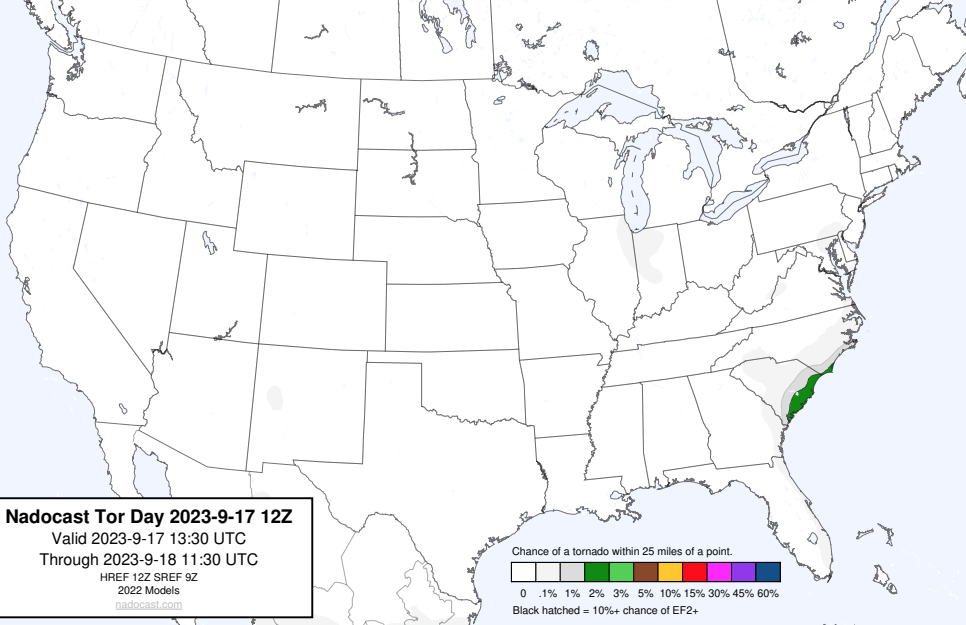 Nadocast Tor Day 2023-9-17 12Z
Valid 2023-9-17 13:30 UTC
Through 2023-9-18 11:30 UTC
HREF 12Z SREF 9Z
2022 Models
nadocast.com
Chance of a tornado within 25 miles of a point.
0 .1% 1% 2% 3% 5% 10% 15% 30% 45% 60%
Black hatched = 10%+ chance of EF2+